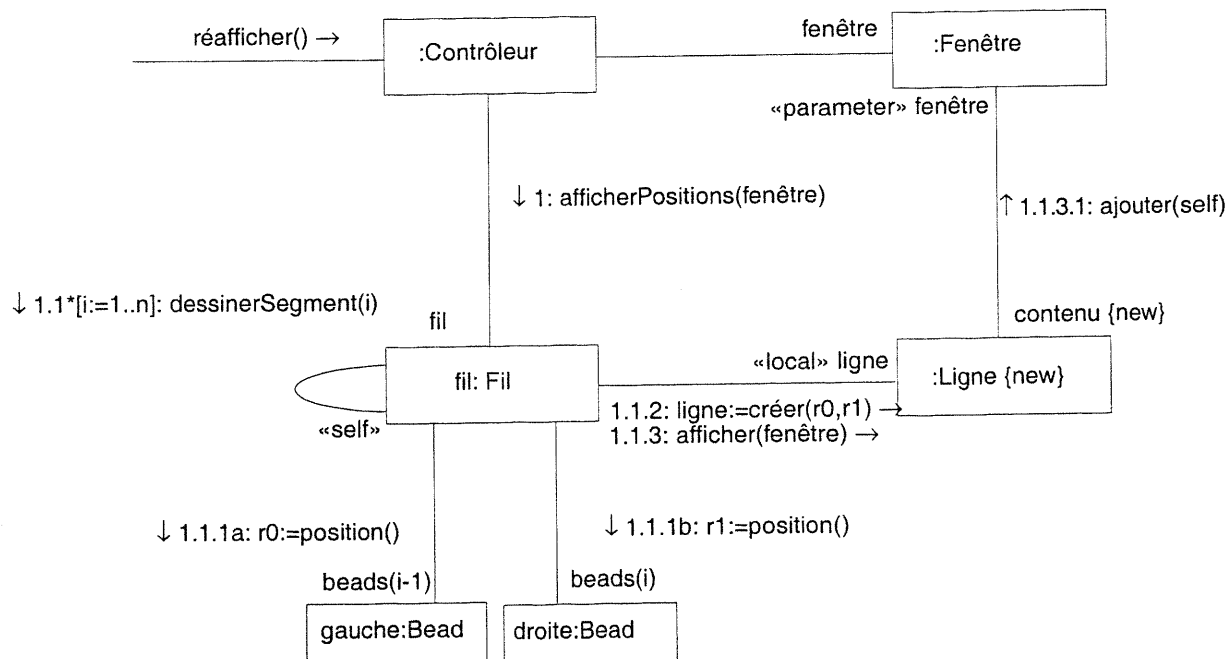 réafficher() →
:Contrôleur
fenêtre
:Fenêtre
«parameter» fenêtre
↓ 1: afficherPositions(fenêtre)
↑ 1.1.3.1: ajouter(self)
↓ 1.1*[i:=1..n]: dessinerSegment(i)
fil
contenu {new}
fil: Fil
«local» ligne
:Ligne {new}
«self»
1.1.2: ligne:=créer(r0,r1) →
1.1.3: afficher(fenêtre) →
↓ 1.1.1a: r0:=position()
↓ 1.1.1b: r1:=position()
beads(i-1)
beads(i)
gauche:Bead
droite:Bead